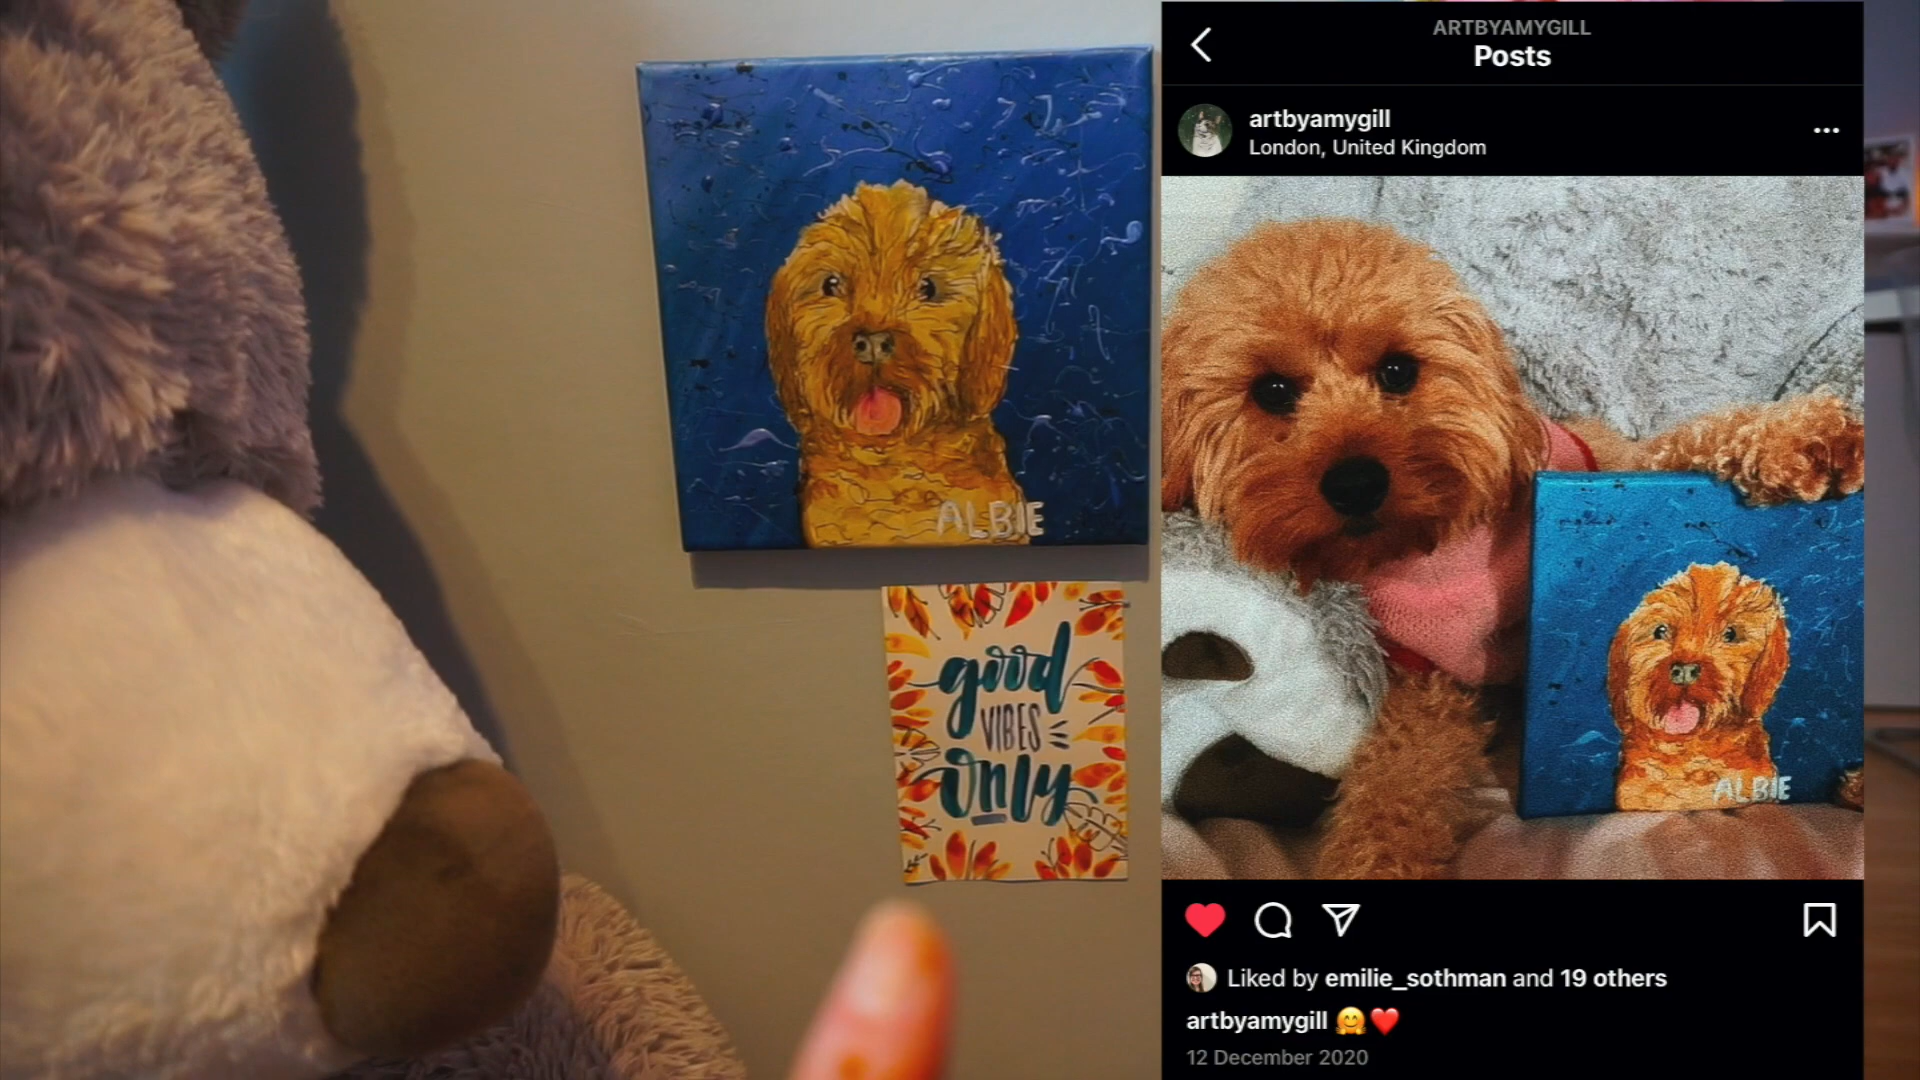 ALBIE
good
VIBES
only
ARTBYAMYGILL
Posts
artbyamygill
London, United Kingdom
ALBIE
Liked by emilie_sothman and 19 others
artbyamygill 🤗❤️
12 December 2020